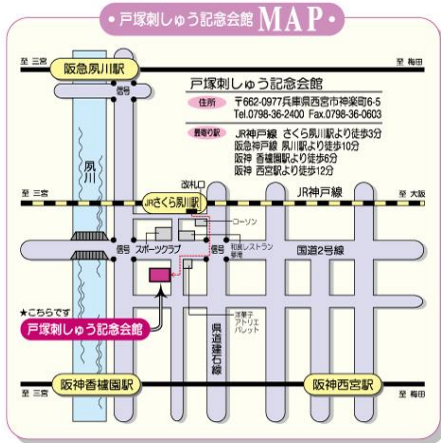 ・戸塚刺しゅう記念会館 MAP・
至 三宮
阪急夙川駅
至 梅田
信号
戸塚刺しゅう記念会館
住所 〒662-0977兵庫県西宮市神楽町6-5
Tel.0798-36-2400 Fax.0798-36-0603
最寄り駅 JR神戸線 さくら夙川駅より徒歩3分
阪急神戸線 夙川駅より徒歩10分
阪神 香櫨園駅より徒歩6分
阪神 西宮駅より徒歩12分
夙川
改札口
至 三宮
JRさくら夙川駅
JR神戸線
至 大阪
ローソン
信号
スポーツクラブ
信号
和食レストラン
国道2号線
★こちらです
戸塚刺しゅう記念会館
洋菓子
アトリエ
パレット
県道建石線
至 三宮
阪神香櫨園駅
阪神西宮駅
至 梅田